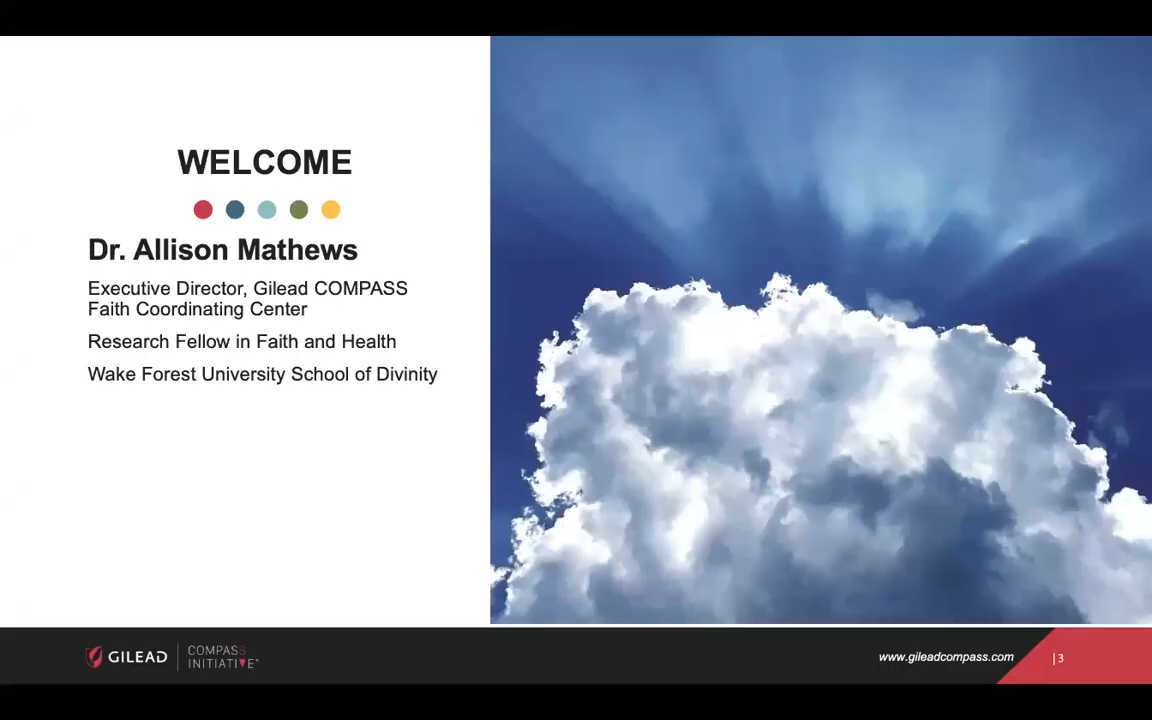 WELCOME
Dr. Allison Mathews
Executive Director, Gilead COMPASS
Faith Coordinating Center
Research Fellow in Faith and Health
Wake Forest University School of Divinity
GILEAD
COMPASS
INITIATIVE
www.gileadcompass.com
|3